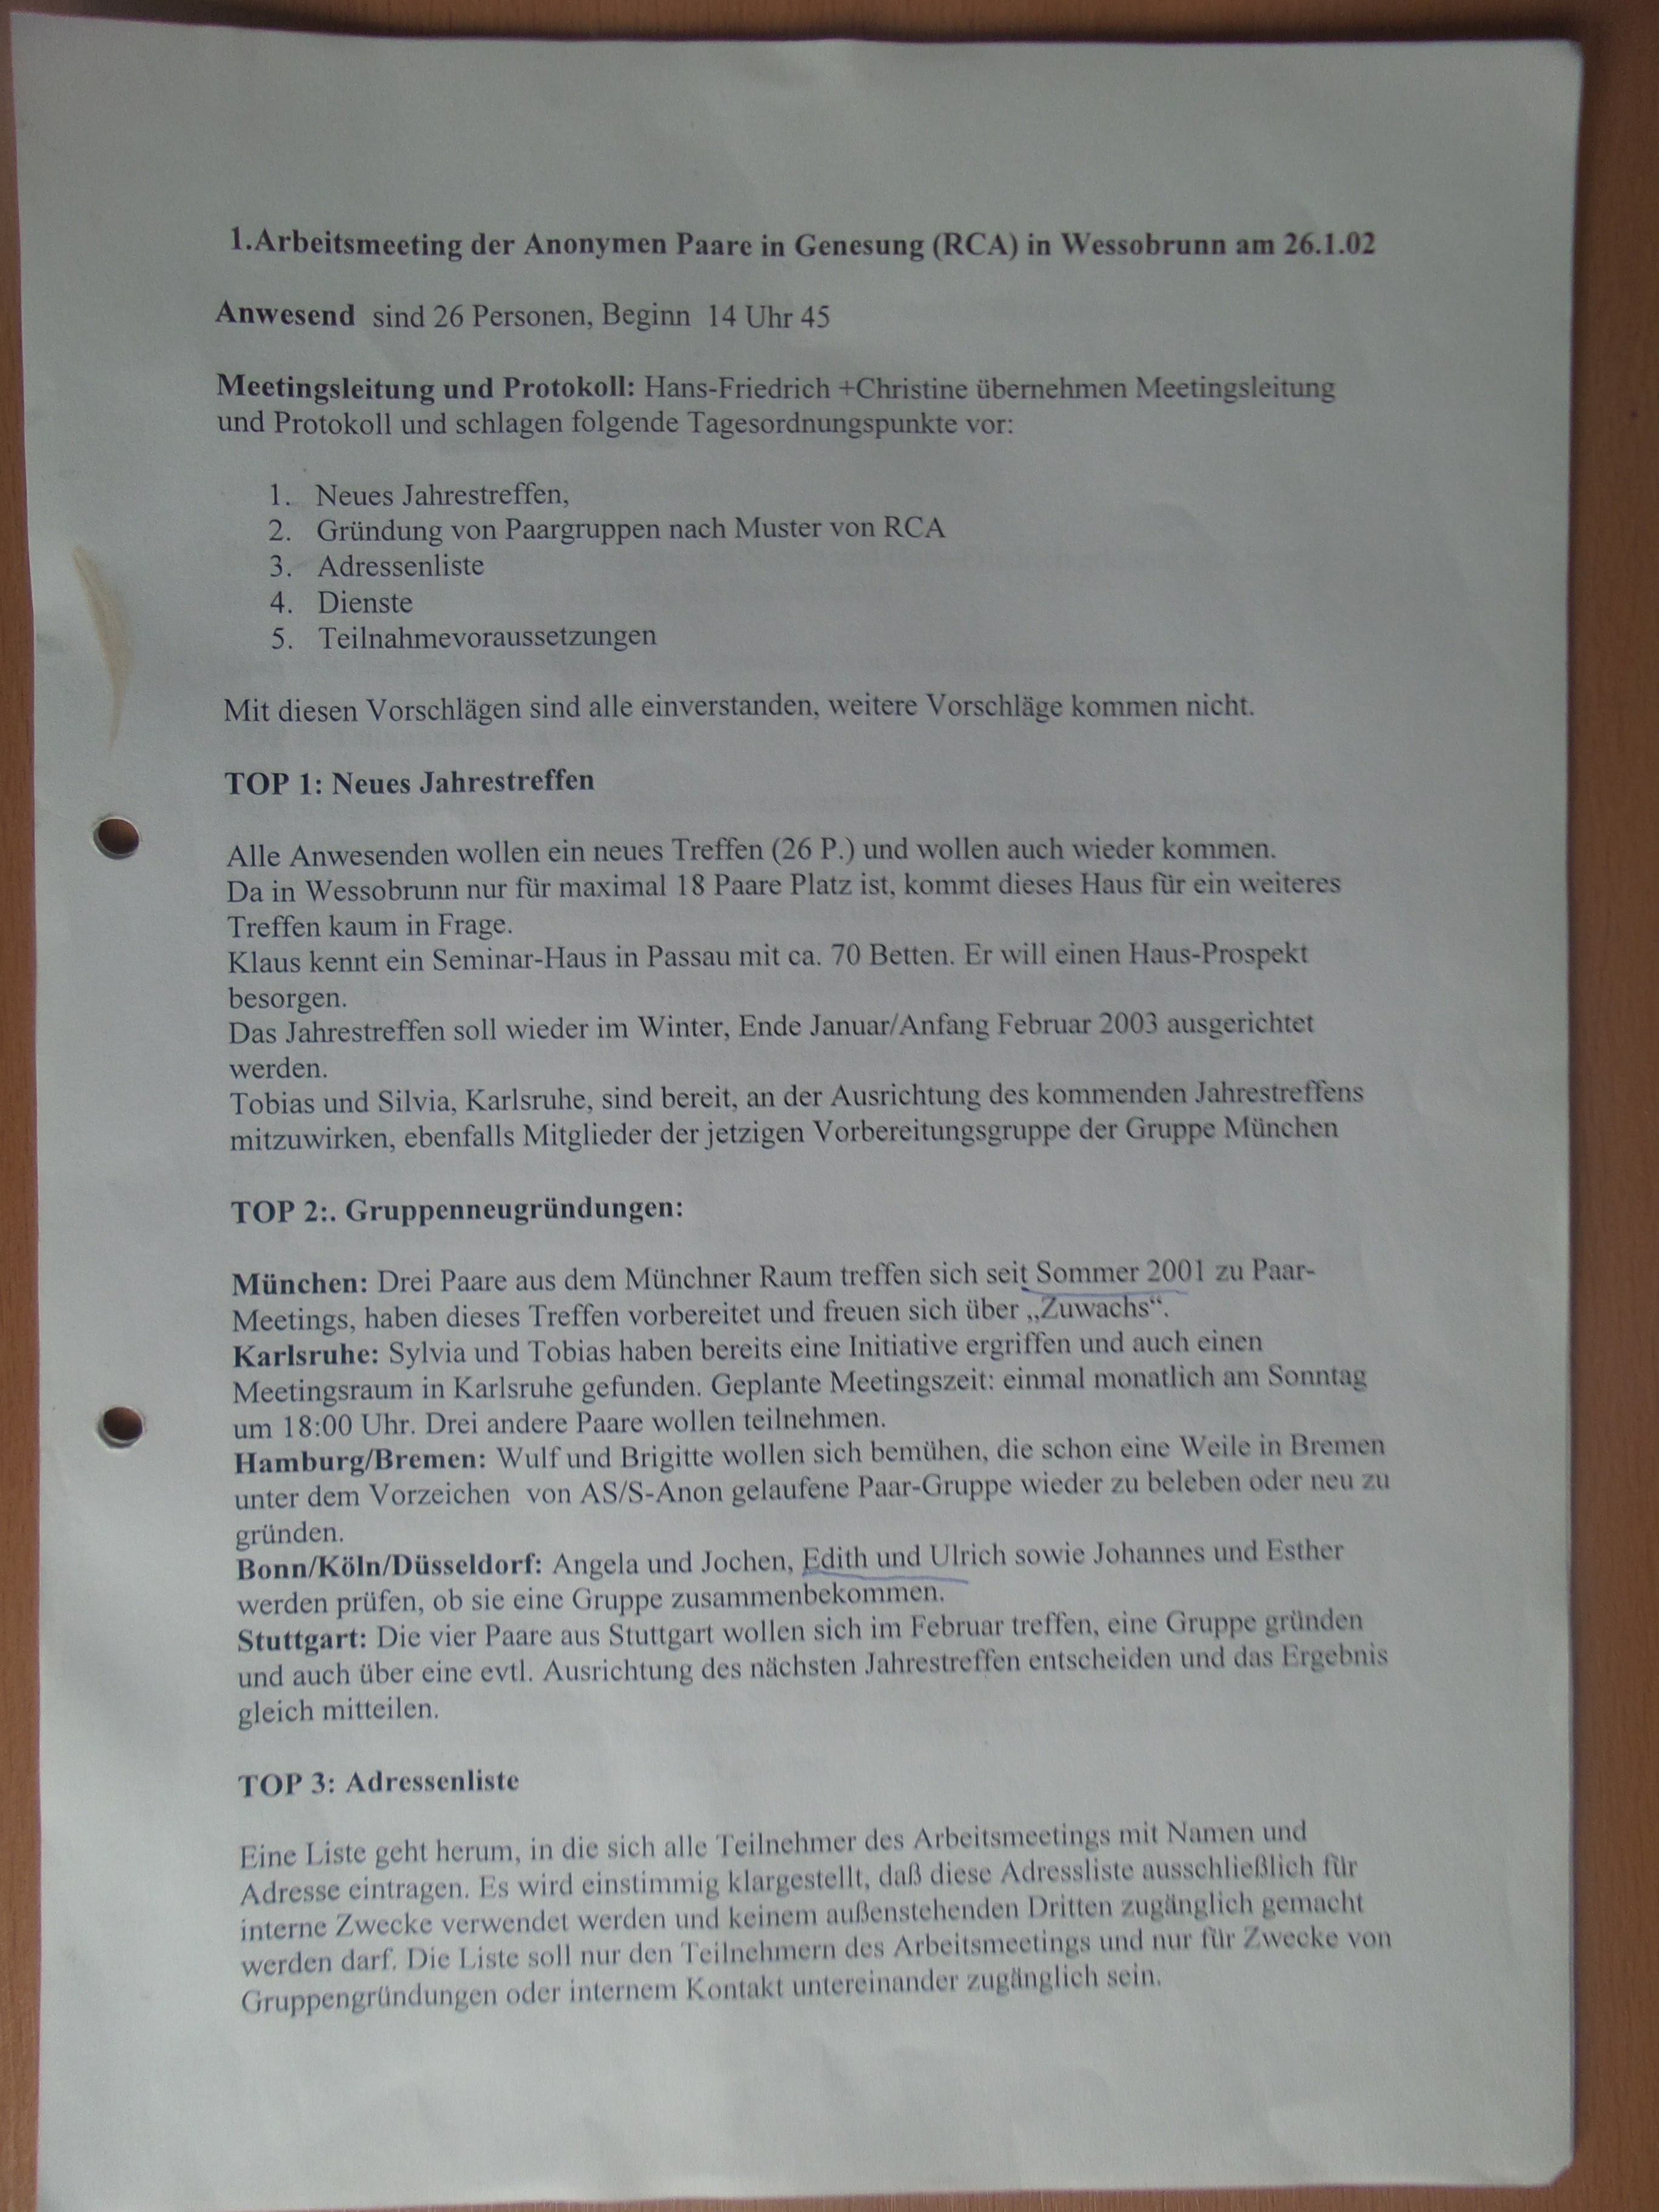 1.Arbeitsmeeting der Anonymen Paare in Genesung (RCA) in Wessobrunn am 26.1.02
Anwesend sind 26 Personen, Beginn 14 Uhr 45
Meetingsleitung und Protokoll: Hans-Friedrich +Christine übernehmen Meetingsleitung
und Protokoll und schlagen folgende Tagesordnungspunkte vor:
1. Neues Jahrestreffen,
2. Gründung von Paargruppen nach Muster von RCA
3. Adressenliste
4. Dienste
5. Teilnahmevoraussetzungen
Mit diesen Vorschlägen sind alle einverstanden, weitere Vorschläge kommen nicht.
TOP 1: Neues Jahrestreffen
Alle Anwesenden wollen ein neues Treffen (26 P.) und wollen auch wieder kommen.
Da in Wessobrunn nur für maximal 18 Paare Platz ist, kommt dieses Haus für ein weiteres
Treffen kaum in Frage.
Klaus kennt ein Seminar-Haus in Passau mit ca. 70 Betten. Er will einen Haus-Prospekt
besorgen.
Das Jahrestreffen soll wieder im Winter, Ende Januar/Anfang Februar 2003 ausgerichtet
werden.
Tobias und Silvia, Karlsruhe, sind bereit, an der Ausrichtung des kommenden Jahrestreffens
mitzuwirken, ebenfalls Mitglieder der jetzigen Vorbereitungsgruppe der Gruppe München
TOP 2:. Gruppenneugründungen:
München: Drei Paare aus dem Münchner Raum treffen sich seit Sommer 2001 zu Paar-
Meetings, haben dieses Treffen vorbereitet und freuen sich über „Zuwachs“.
Karlsruhe: Sylvia und Tobias haben bereits eine Initiative ergriffen und auch einen
Meetingsraum in Karlsruhe gefunden. Geplante Meetingszeit: einmal monatlich am Sonntag
um 18:00 Uhr. Drei andere Paare wollen teilnehmen.
Hamburg/Bremen: Wulf und Brigitte wollen sich bemühen, die schon eine Weile in Bremen
unter dem Vorzeichen von AS/S-Anon gelaufene Paar-Gruppe wieder zu beleben oder neu zu
gründen.
Bonn/Köln/Düsseldorf: Angela und Jochen, Edith und Ulrich sowie Johannes und Esther
werden prüfen, ob sie eine Gruppe zusammenbekommen.
Stuttgart: Die vier Paare aus Stuttgart wollen sich im Februar treffen, eine Gruppe gründen
und auch über eine evtl. Ausrichtung des nächsten Jahrestreffen entscheiden und das Ergebnis
gleich mitteilen.
TOP 3: Adressenliste
Eine Liste geht herum, in die sich alle Teilnehmer des Arbeitsmeetings mit Namen und
Adresse eintragen. Es wird einstimmig klargestellt, daß diese Adressliste ausschließlich für
interne Zwecke verwendet werden und keinem außenstehenden Dritten zugänglich gemacht
werden darf. Die Liste soll nur den Teilnehmern des Arbeitsmeetings und nur für Zwecke von
Gruppengründungen oder internem Kontakt untereinander zugänglich sein.